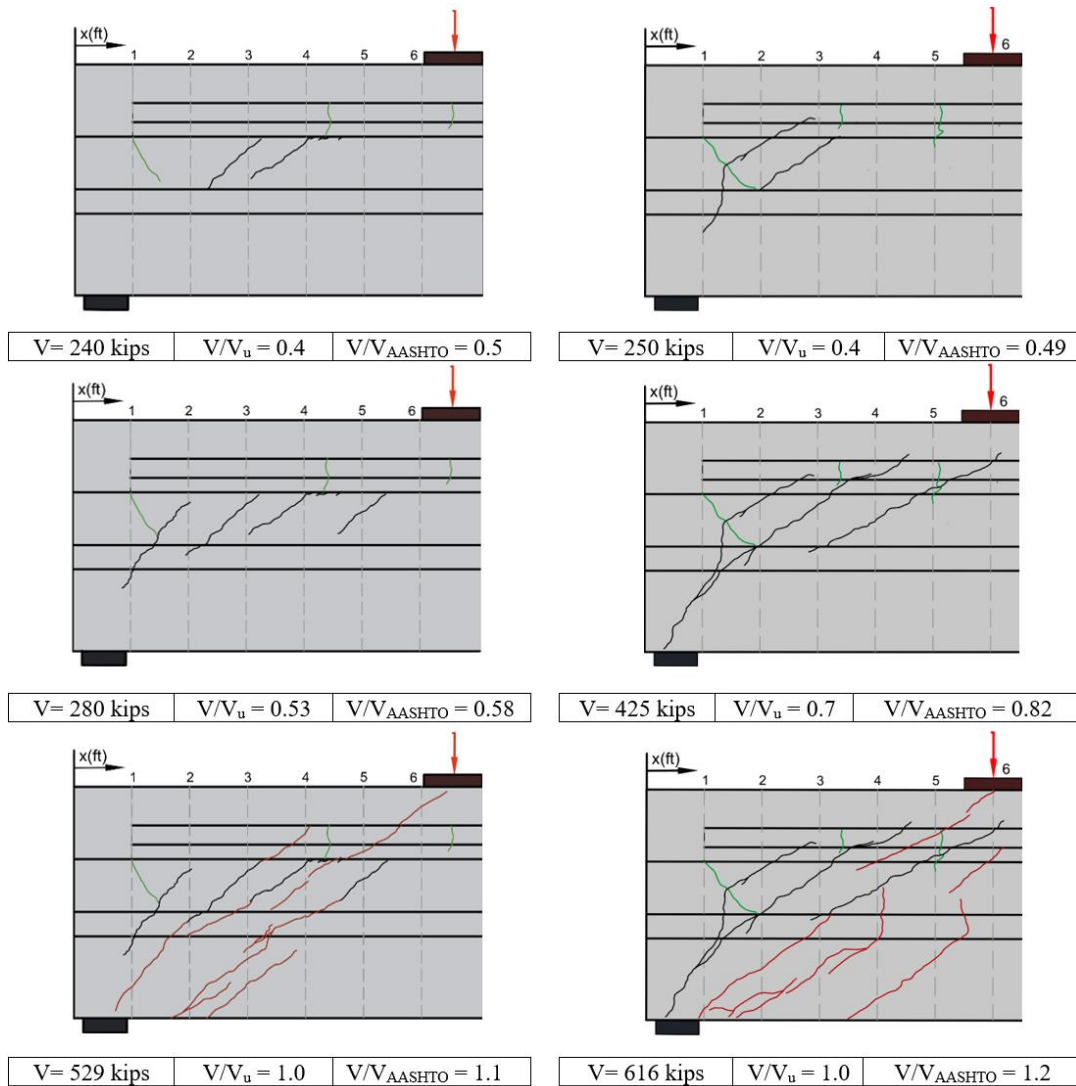 x(ft)
1 2 3 4 5 6
x(ft)
1 2 3 4 5 6
V= 240 kips V/Vu = 0.4 V/VAASHTO = 0.5
V= 250 kips V/Vu = 0.4 V/VAASHTO = 0.49
x(ft)
1 2 3 4 5 6
x(ft)
1 2 3 4 5 6
V= 280 kips V/Vu = 0.53 V/VAASHTO = 0.58
V= 425 kips V/Vu = 0.7 V/VAASHTO = 0.82
x(ft)
1 2 3 4 5 6
x(ft)
1 2 3 4 5 6
V= 529 kips V/Vu = 1.0 V/VAASHTO = 1.1
V= 616 kips V/Vu = 1.0 V/VAASHTO = 1.2